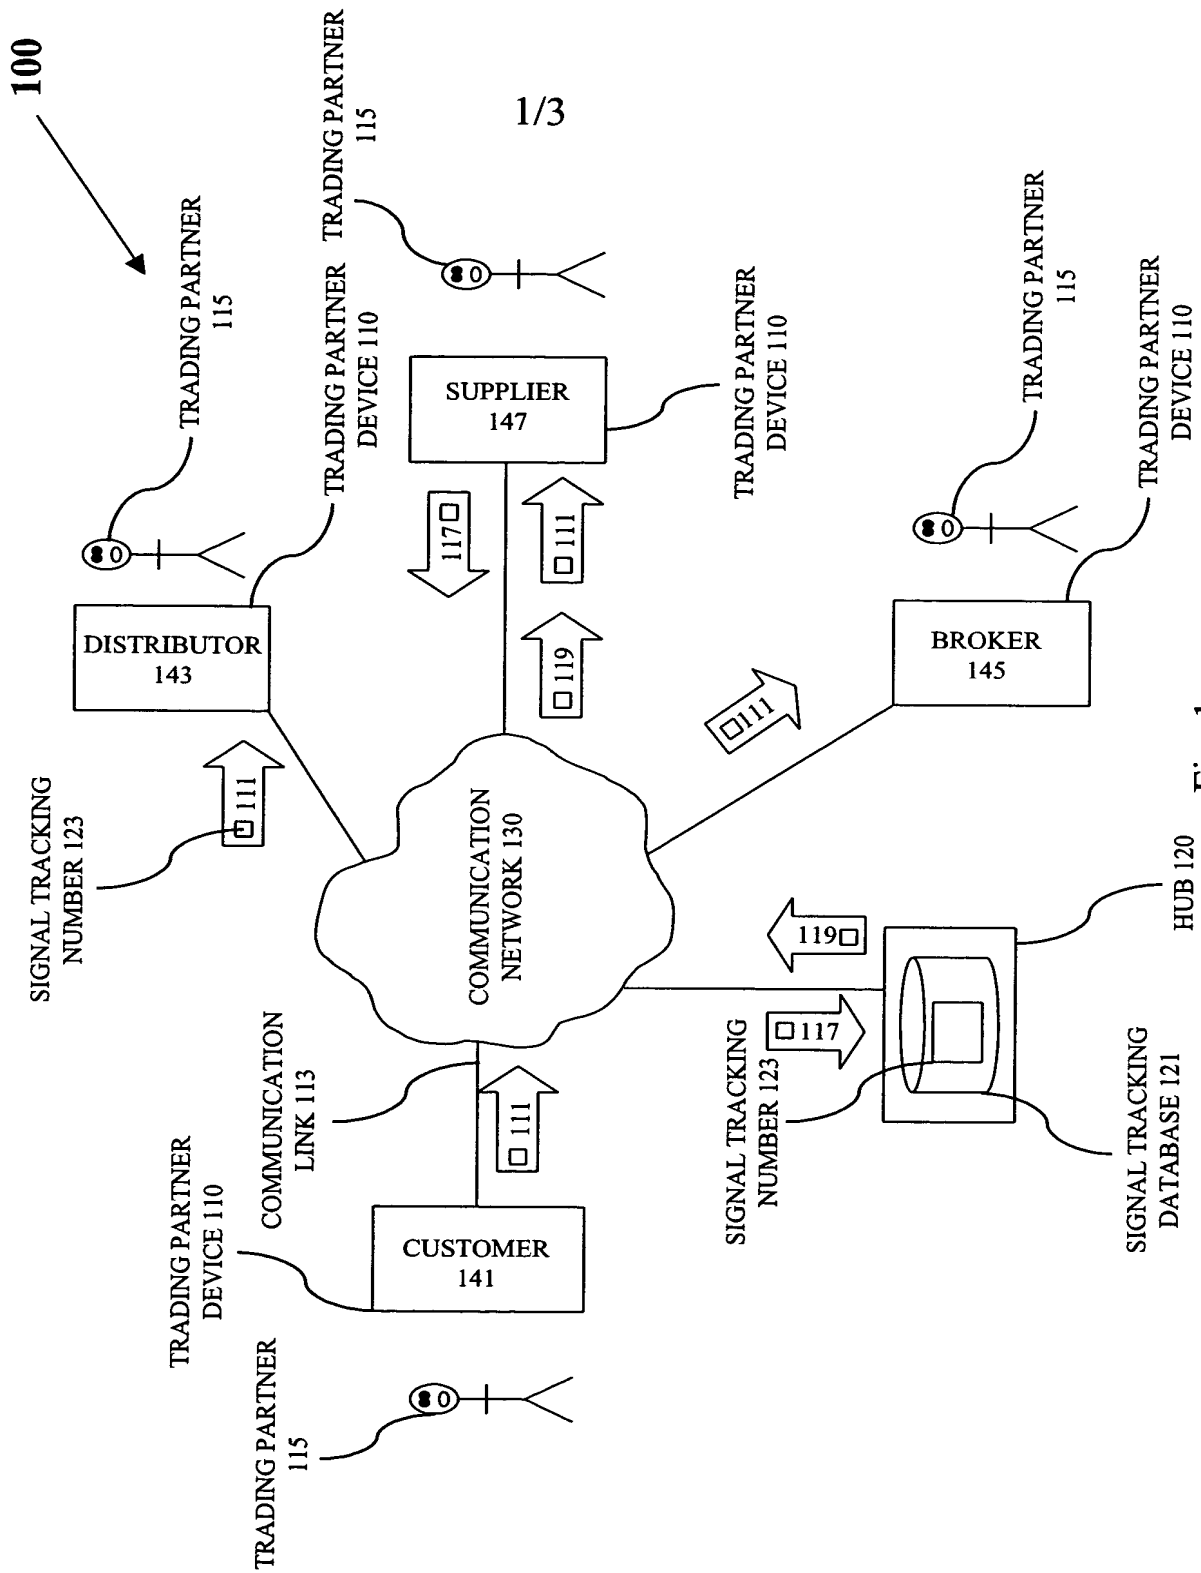 100
1/3
TRADING PARTNER
115
TRADING PARTNER
DEVICE 110
TRADING PARTNER
115
DISTRIBUTOR
143
SUPPLIER
147
TRADING PARTNER
DEVICE 110
SIGNAL TRACKING
NUMBER 123
111
117
111
119
COMMUNICATION
NETWORK 130
111
TRADING PARTNER
115
BROKER
145
TRADING PARTNER
DEVICE 110
TRADING PARTNER
115
TRADING PARTNER
DEVICE 110
CUSTOMER
141
COMMUNICATION
LINK 113
111
119
117
SIGNAL TRACKING
NUMBER 123
SIGNAL TRACKING
DATABASE 121
HUB 120